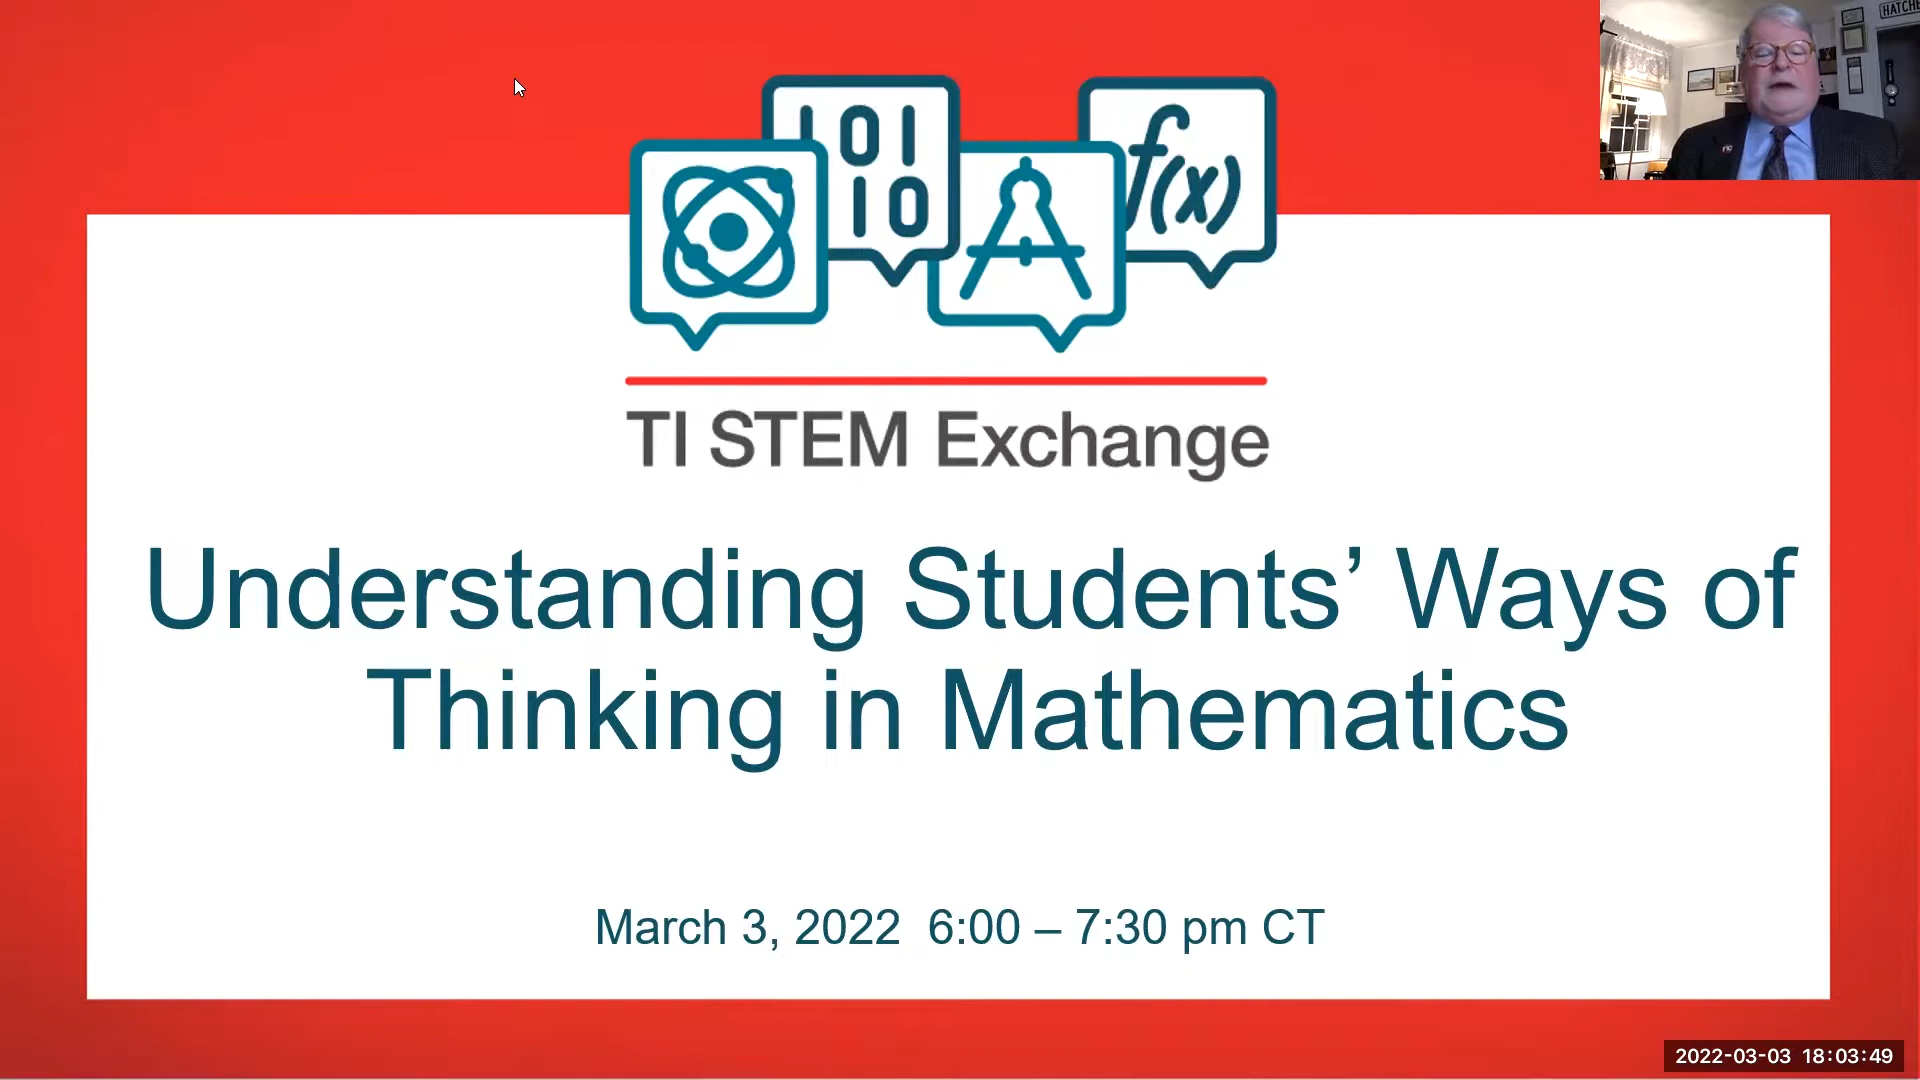 HATCHE
101
10
f(x)
TI STEM Exchange
Understanding Students’ Ways of
Thinking in Mathematics
March 3, 2022  6:00 – 7:30 pm CT
2022-03-03 18:03:49